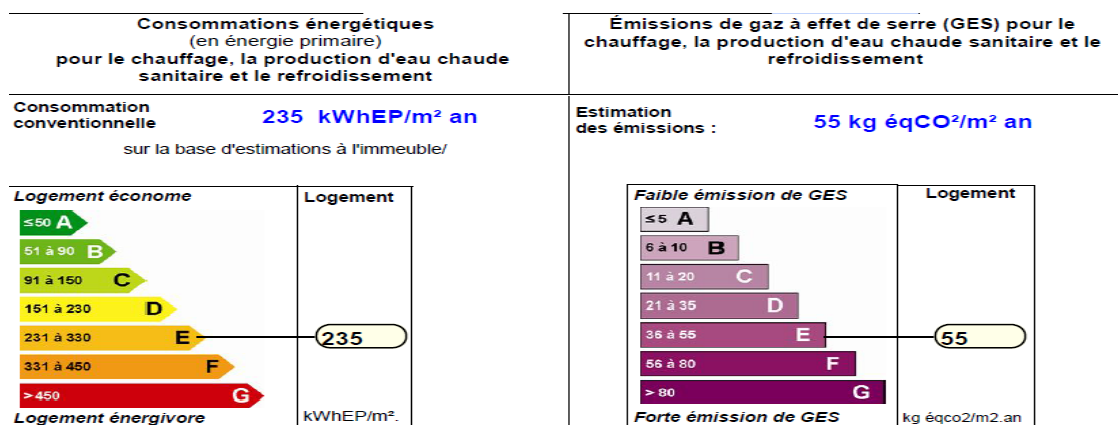 Consommations énergétiques
(en énergie primaire)
pour le chauffage, la production d'eau chaude
sanitaire et le refroidissement
Émissions de gaz à effet de serre (GES) pour le
chauffage, la production d'eau chaude sanitaire et le
refroidissement
Consommation
conventionnelle
235 kWhEP/m² an
sur la base d'estimations à l'immeuble/
Estimation
des émissions :
55 kg éqCO²/m² an
Logement économe
Logement
≤50 A
51 à 90 B
91 à 150 C
151 à 230 D
231 à 330 E
235
331 à 450 F
>450 G
Logement énergivore
kWhEP/m².
Faible émission de GES
Logement
≤5 A
6 à 10 B
11 à 20 C
21 à 35 D
36 à 55 E
55
56 à 80 F
> 80 G
Forte émission de GES
kg éqco2/m2.an